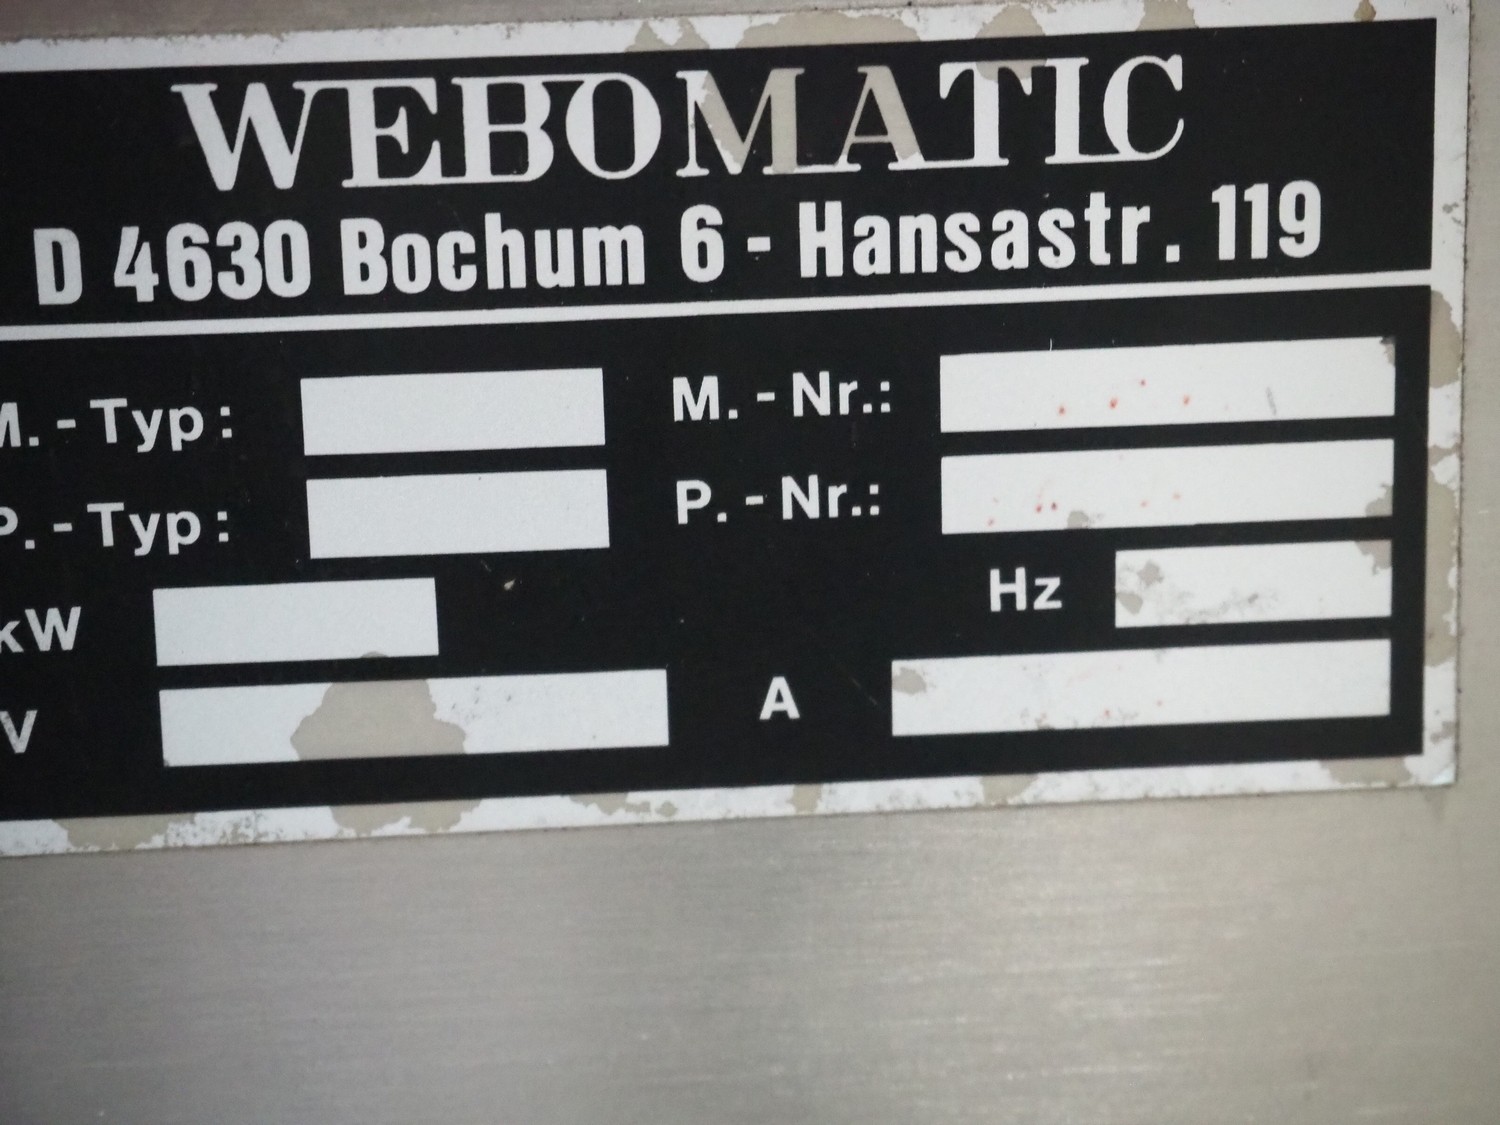 WEBOMATIC
D 4630 Bochum 6 - Hansastr. 119
M. - Typ: M. - Nr.:
P. - Typ: P. - Nr.:
kW Hz
V A